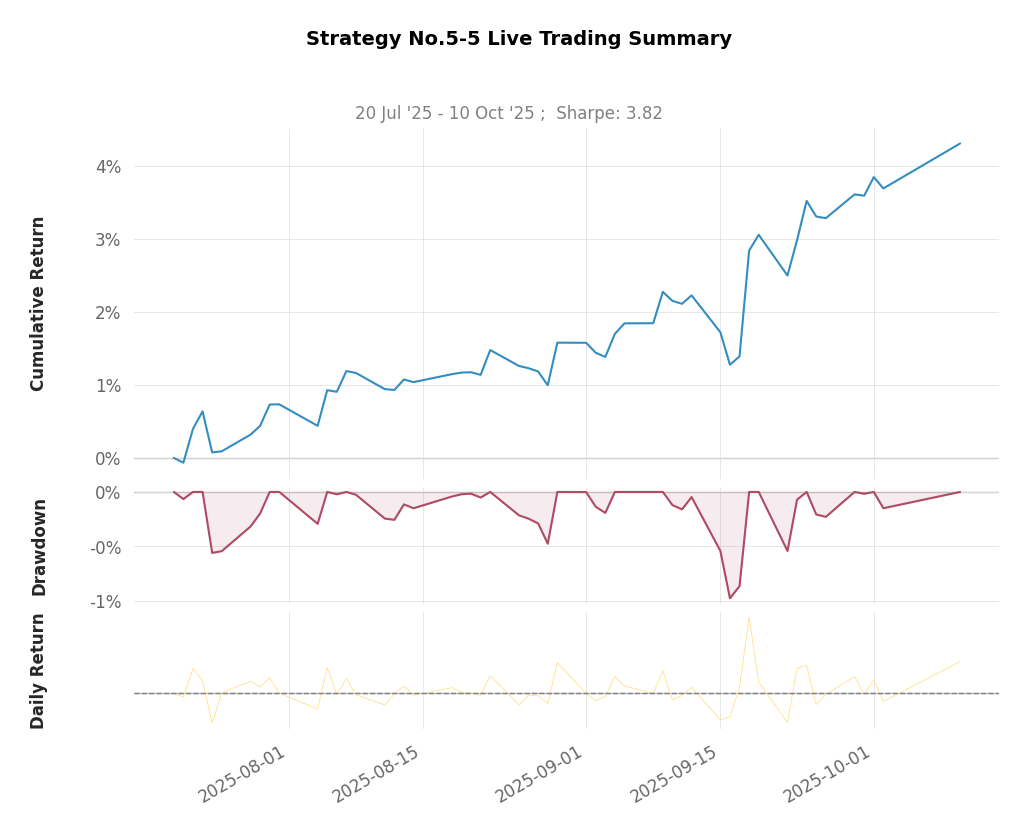 Strategy No.5-5 Live Trading Summary
20 Jul '25 - 10 Oct '25 ;  Sharpe: 3.82
Cumulative Return
4%
3%
2%
1%
0%
Drawdown
0%
-0%
-1%
Daily Return
2025-08-01
2025-08-15
2025-09-01
2025-09-15
2025-10-01